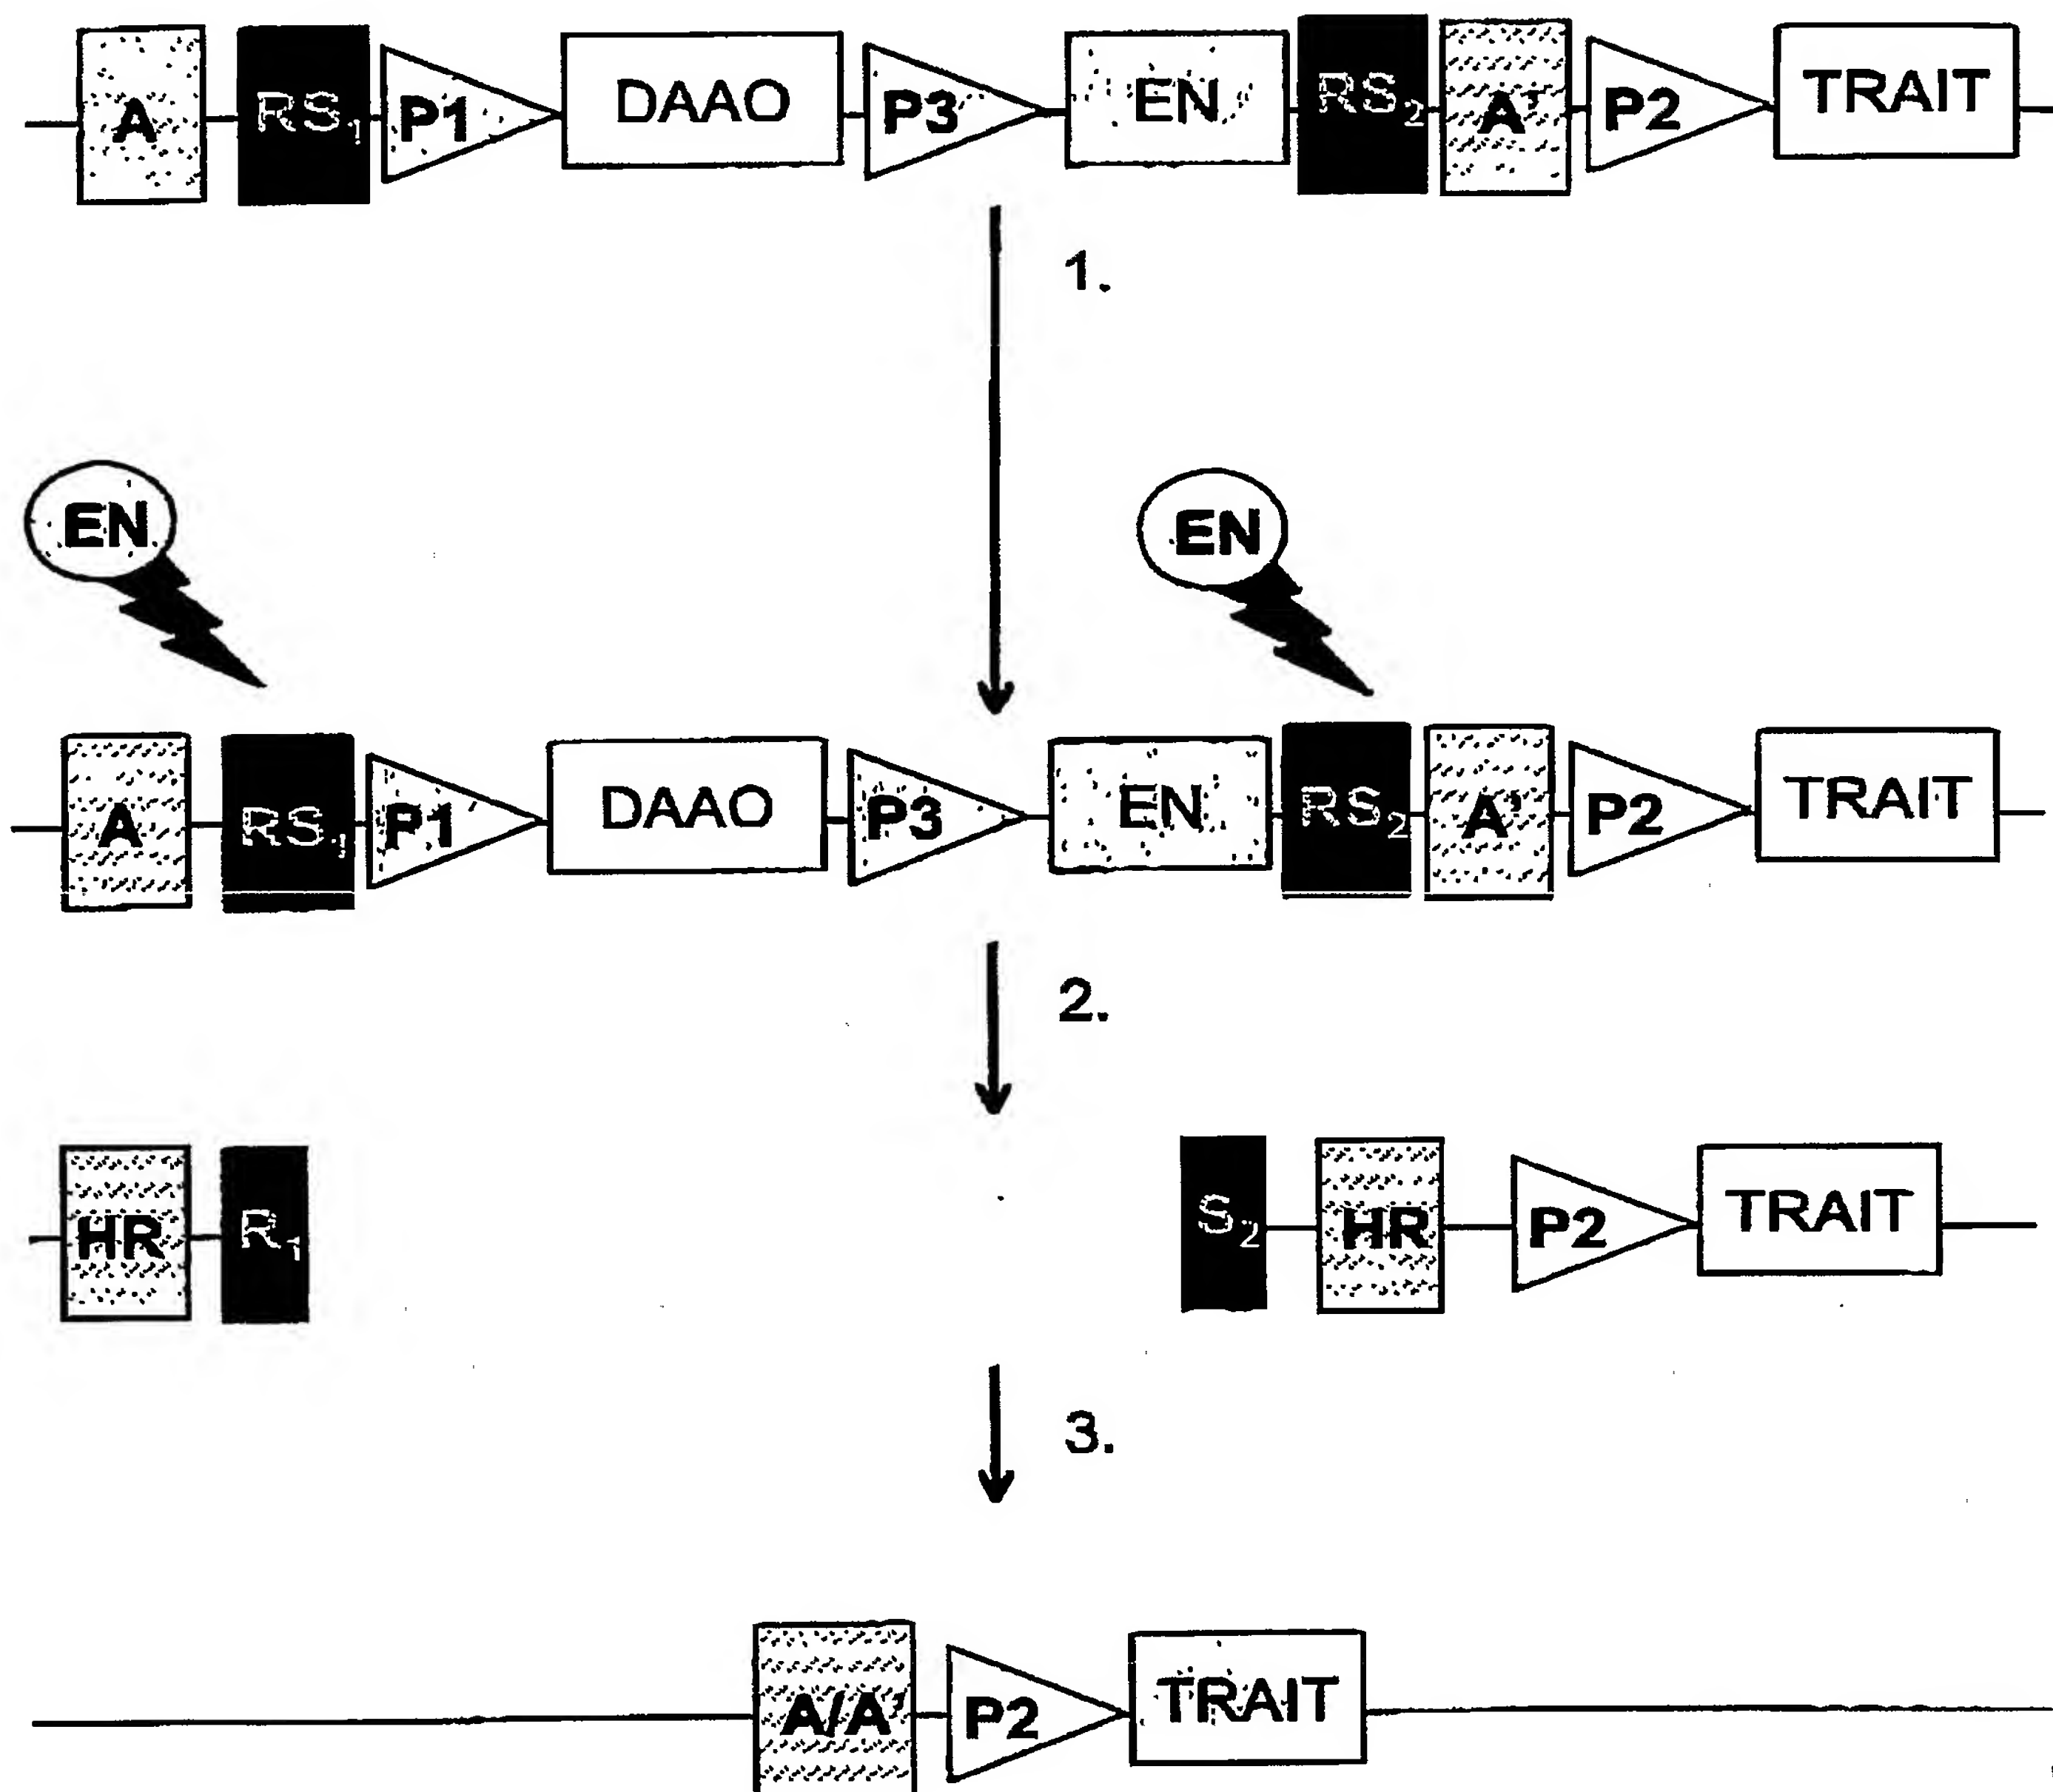 A RS1 P1 DAAO P3 EN RS2 A' P2 TRAIT
1.
EN EN
A RS1 P1 DAAO P3 EN RS2 A' P2 TRAIT
2.
HR R1 S2 HR P2 TRAIT
3.
A/A' P2 TRAIT